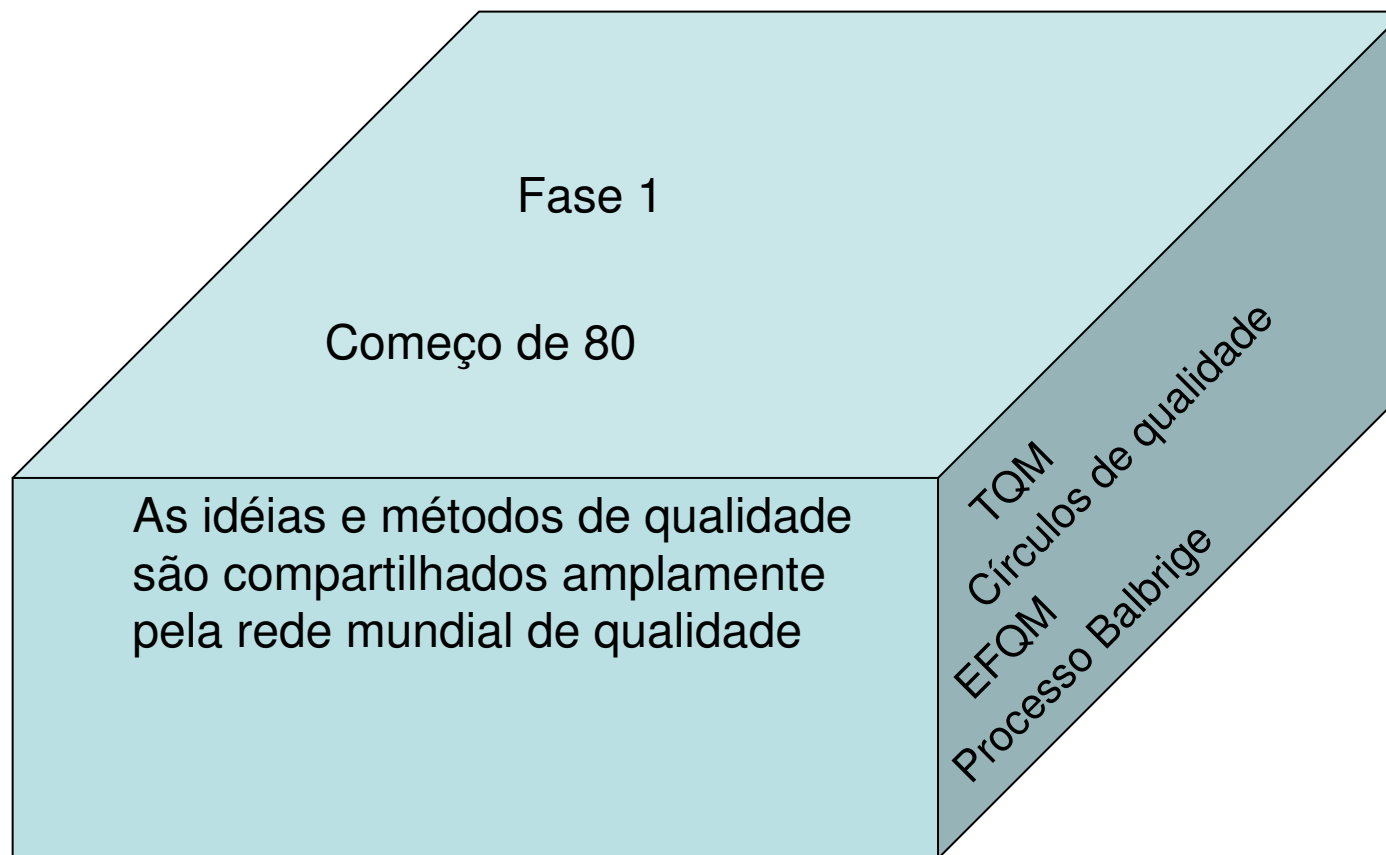 Fase 1
Começo de 80
As idéias e métodos de qualidade
são compartilhados amplamente
pela rede mundial de qualidade
TQM
Círculos de qualidade
EFQM
Processo Balbrige